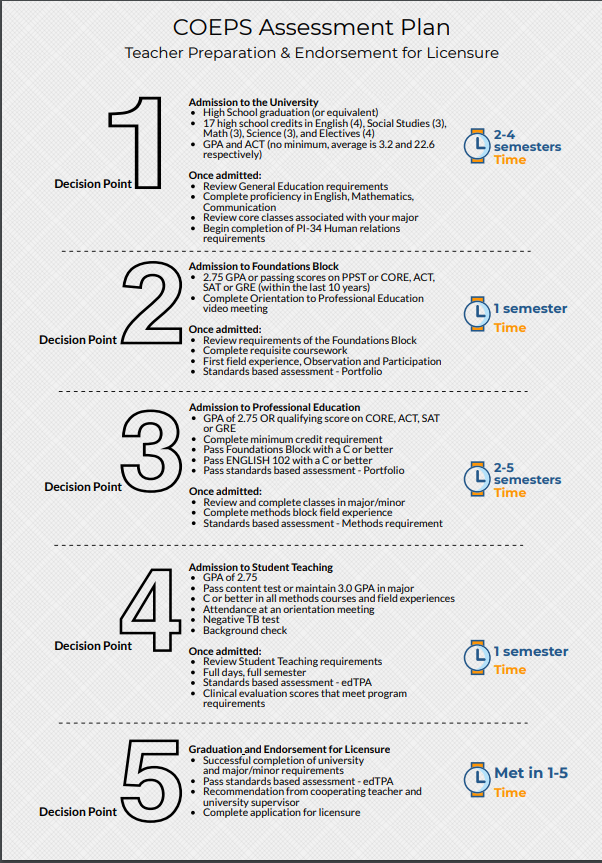 COEPS Assessment Plan
Teacher Preparation & Endorsement for Licensure
1
Decision Point
Admission to the University
• High School graduation (or equivalent)
• 17 high school credits in English (4), Social Studies (3),
Math (3), Science (3), and Electives (4)
• GPA and ACT (no minimum, average is 3.2 and 22.6
respectively)
Once admitted:
• Review General Education requirements
• Complete proficiency in English, Mathematics,
Communication
• Review core classes associated with your major
• Begin completion of PI-34 Human relations
requirements
2-4
semesters
Time
2
Decision Point
Admission to Foundations Block
• 2.75 GPA or passing scores on PPST or CORE, ACT,
SAT or GRE (within the last 10 years)
• Complete Orientation to Professional Education
video meeting
Once admitted:
• Review requirements of the Foundations Block
• Complete requisite coursework
• First field experience, Observation and Participation
• Standards based assessment - Portfolio
1 semester
Time
3
Decision Point
Admission to Professional Education
• GPA of 2.75 OR qualifying score on CORE, ACT, SAT
or GRE
• Complete minimum credit requirement
• Pass Foundations Block with a C or better
• Pass ENGLISH 102 with a C or better
• Pass standards based assessment - Portfolio
Once admitted:
• Review and complete classes in major/minor
• Complete methods block field experience
• Standards based assessment - Methods requirement
2-5
semesters
Time
4
Decision Point
Admission to Student Teaching
• GPA of 2.75
• Pass content test or maintain 3.0 GPA in major
• C or better in all methods courses and field experiences
• Attendance at an orientation meeting
• Negative TB test
• Background check
Once admitted:
• Review Student Teaching requirements
• Full days, full semester
• Standards based assessment - edTPA
• Clinical evaluation scores that meet program
requirements
1 semester
Time
5
Decision Point
Graduation and Endorsement for Licensure
• Successful completion of university
and major/minor requirements
• Pass standards based assessment - edTPA
• Recommendation from cooperating teacher and
university supervisor
• Complete application for licensure
Met in 1-5
Time